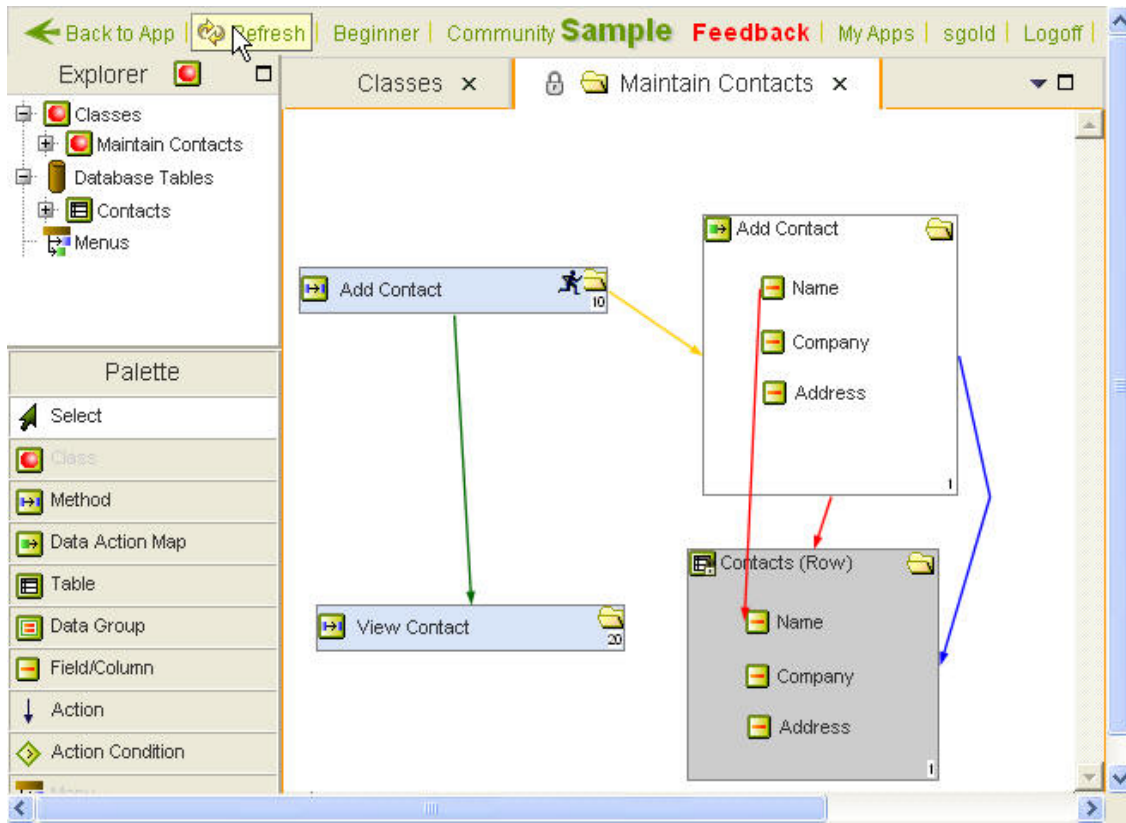 Back to App | Refresh | Beginner | Community Sample Feedback | My Apps | sgold | Logoff |
Explorer
Classes
Maintain Contacts
Database Tables
Contacts
Menus
Palette
Select
Class
Method
Data Action Map
Table
Data Group
Field/Column
Action
Action Condition
Classes x
Maintain Contacts x
Add Contact
10
View Contact
20
Add Contact
Name
Company
Address
1
Contacts (Row)
Name
Company
Address
1